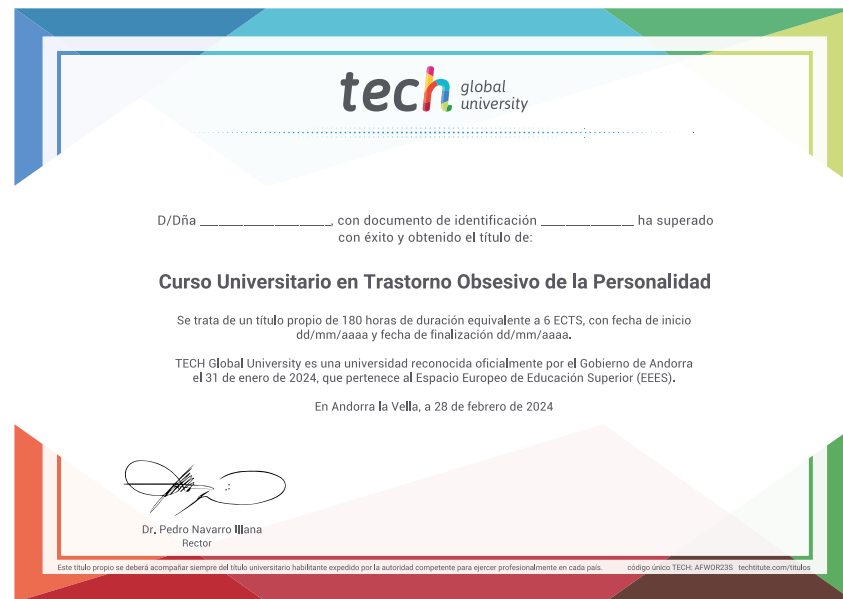 tech global university
D/Dña ____________________, con documento de identificación ______________ ha superado
con éxito y obtenido el título de:
Curso Universitario en Trastorno Obsesivo de la Personalidad
Se trata de un título propio de 180 horas de duración equivalente a 6 ECTS, con fecha de inicio
dd/mm/aaaa y fecha de finalización dd/mm/aaaa.
TECH Global University es una universidad reconocida oficialmente por el Gobierno de Andorra
el 31 de enero de 2024, que pertenece al Espacio Europeo de Educación Superior (EEES).
En Andorra la Vella, a 28 de febrero de 2024
Dr. Pedro Navarro Illana
Rector
Este título propio se deberá acompañar siempre del título universitario habilitante expedido por la autoridad competente para ejercer profesionalmente en cada país. código único TECH: AFWOR23S techtitute.com/titulos